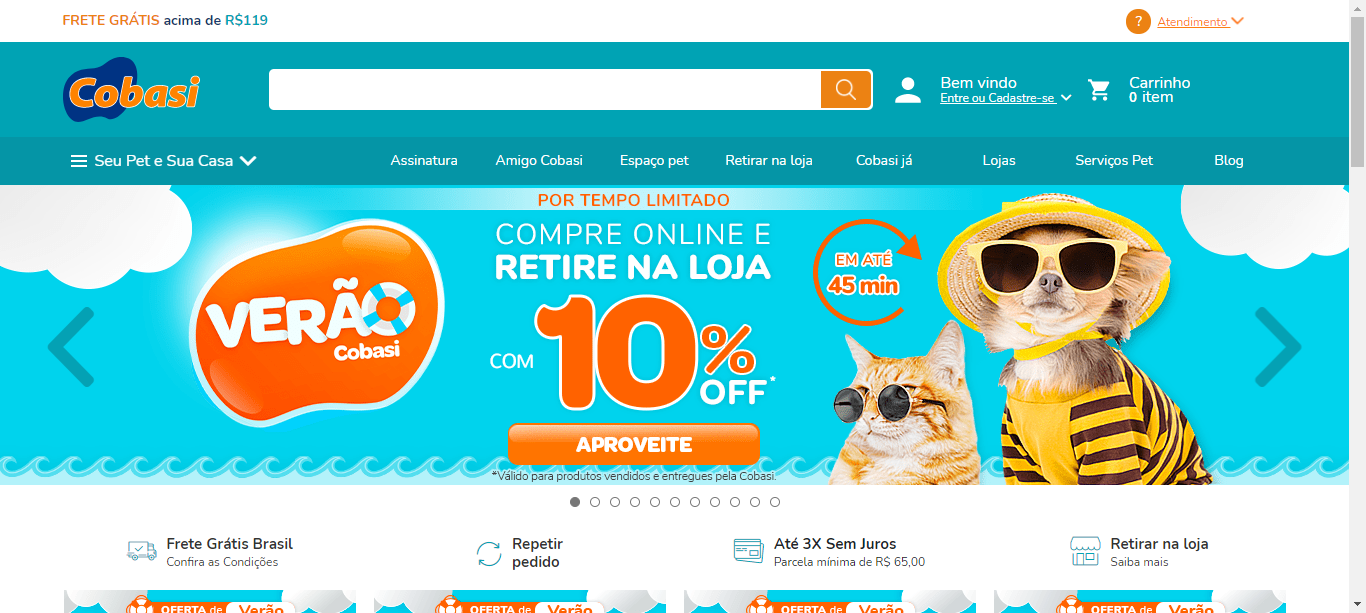 FRETE GRÁTIS acima de R$119
?
Atendimento
Cobasi
Bem vindo
Entre ou Cadastre-se
Carrinho
0 item
Seu Pet e Sua Casa
Assinatura
Amigo Cobasi
Espaço pet
Retirar na loja
Cobasi já
Lojas
Serviços Pet
Blog
POR TEMPO LIMITADO
COMPRE ONLINE E
RETIRE NA LOJA
COM 10% OFF*
EM ATÉ
45 min
VERÃO
Cobasi
APROVEITE
*Válido para produtos vendidos e entregues pela Cobasi.
Frete Grátis Brasil
Confira as Condições
Repetir
pedido
Até 3X Sem Juros
Parcela mínima de R$ 65,00
Retirar na loja
Saiba mais
OFERTA de Verão
OFERTA de Verão
OFERTA de Verão
OFERTA de Verão